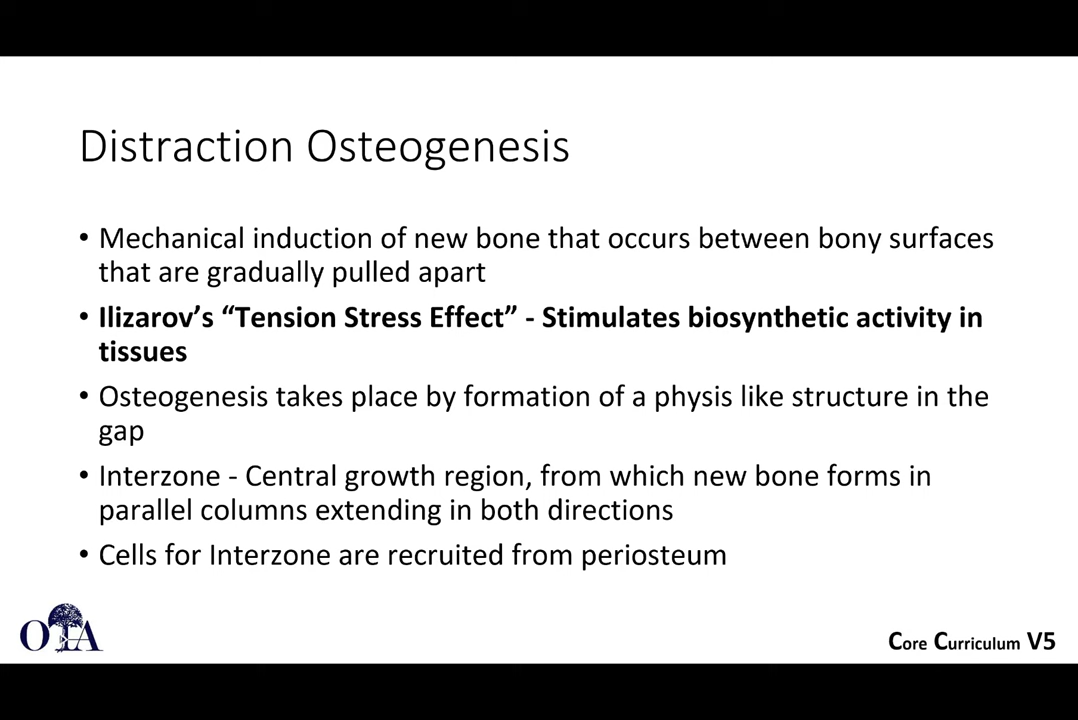 Distraction Osteogenesis
• Mechanical induction of new bone that occurs between bony surfaces
that are gradually pulled apart
• Ilizarov’s “Tension Stress Effect” - Stimulates biosynthetic activity in
tissues
• Osteogenesis takes place by formation of a physis like structure in the
gap
• Interzone - Central growth region, from which new bone forms in
parallel columns extending in both directions
• Cells for Interzone are recruited from periosteum
OTA
Core Curriculum V5